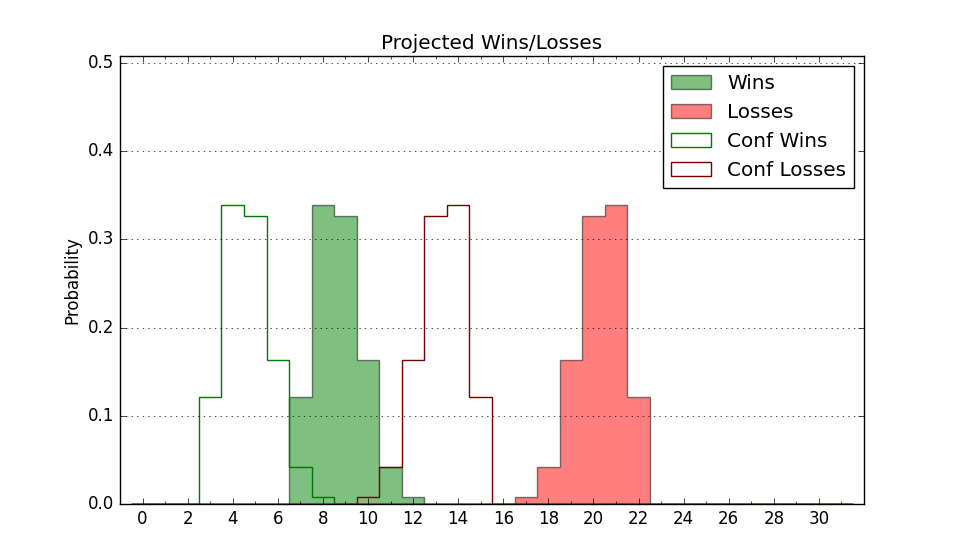 Projected Wins/Losses
0.5
0.4
0.3
0.2
0.1
0.0
Probability
Wins
Losses
Conf Wins
Conf Losses
0 2 4 6 8 10 12 14 16 18 20 22 24 26 28 30